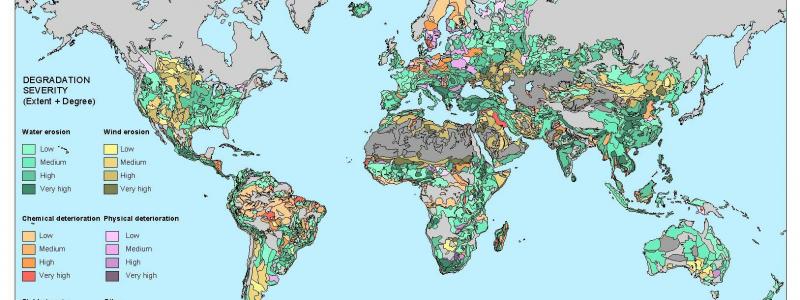 DEGRADATION
SEVERITY
(Extent + Degree)
Water erosion Wind erosion
Low Low
Medium Medium
High High
Very high Very high
Chemical deterioration Physical deterioration
Low Low
Medium Medium
High High
Very high Very high